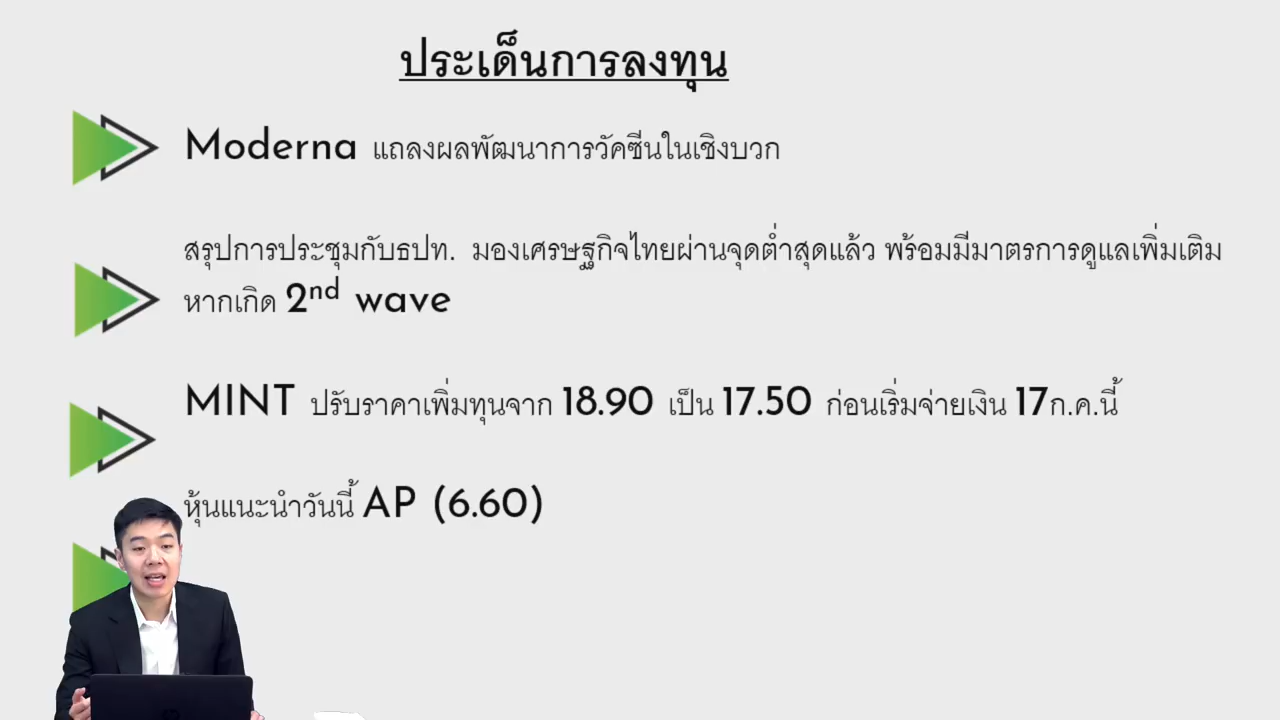 ประเด็นการลงทุน
Moderna แถลงผลพัฒนาการวัคซีนในเชิงบวก
สรุปการประชุมกับธปท. มองเศรษฐกิจไทยผ่านจุดต่ำสุดแล้ว พร้อมมีมาตรการดูแลเพิ่มเติม
หากเกิด 2nd wave
MINT ปรับราคาเพิ่มทุนจาก 18.90 เป็น 17.50 ก่อนเริ่มจ่ายเงิน 17ก.ค.นี้
หุ้นแนะนำวันนี้ AP (6.60)